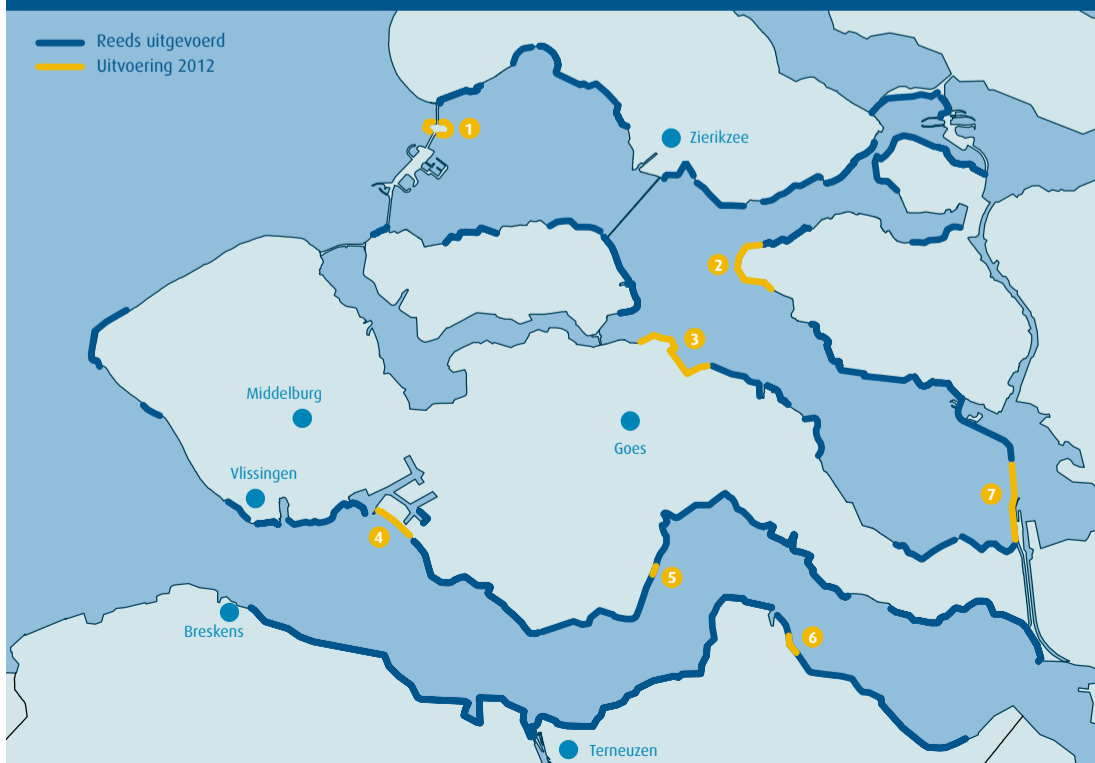 Reeds uitgevoerd
Uitvoering 2012
1
Zierikzee
2
3
Middelburg
Goes
Vlissingen
7
4
5
Breskens
6
Terneuzen